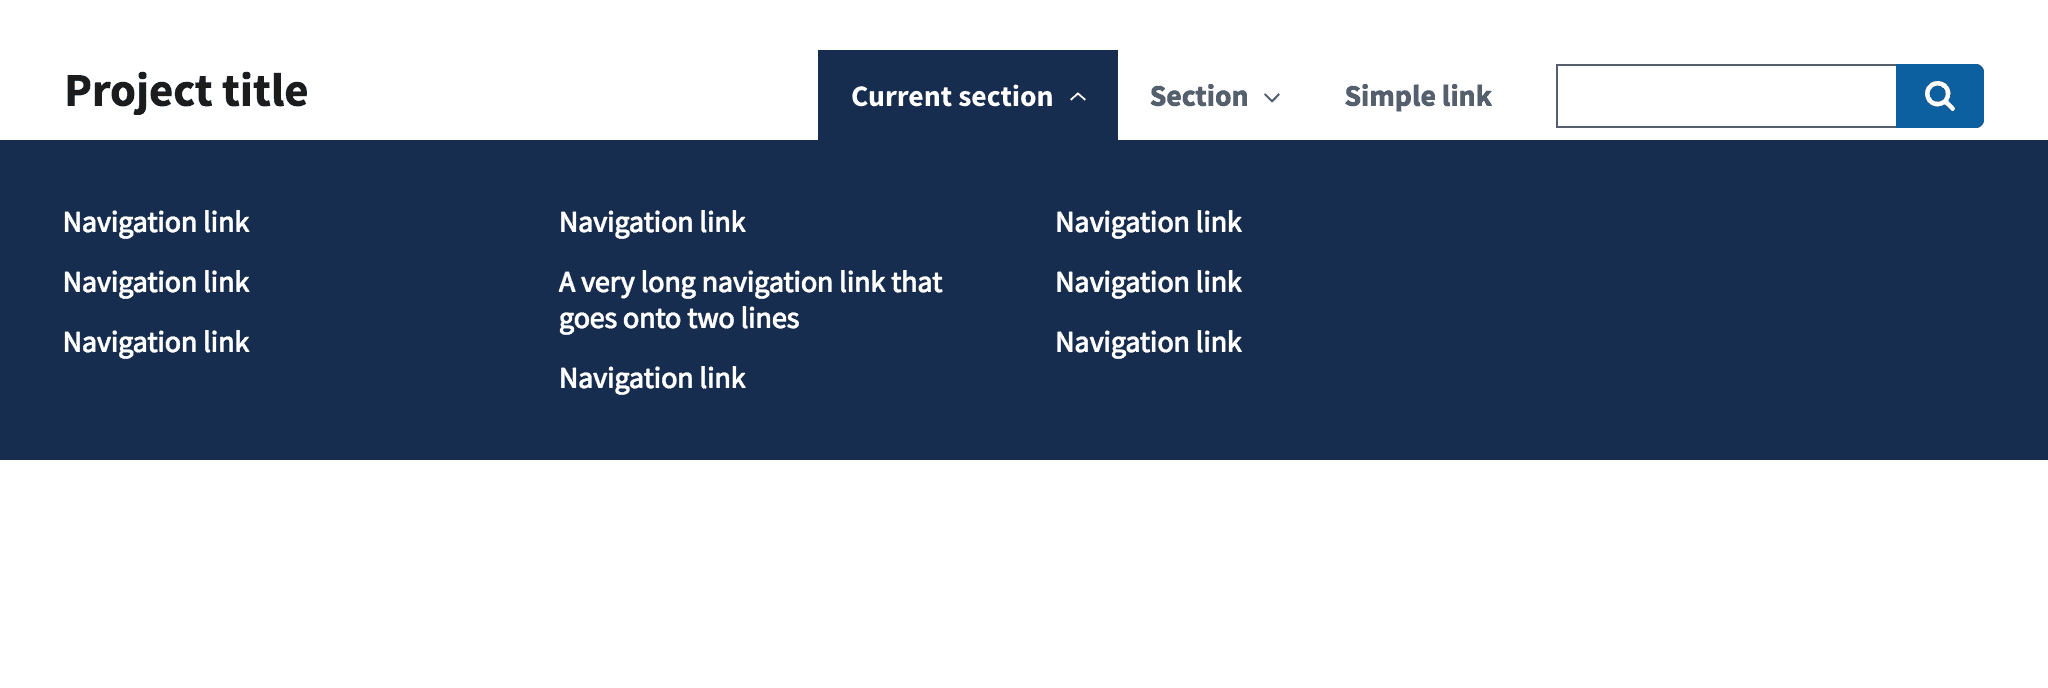 Project title
Current section
Section
Simple link
Navigation link
Navigation link
Navigation link
Navigation link
A very long navigation link that
goes onto two lines
Navigation link
Navigation link
Navigation link
Navigation link